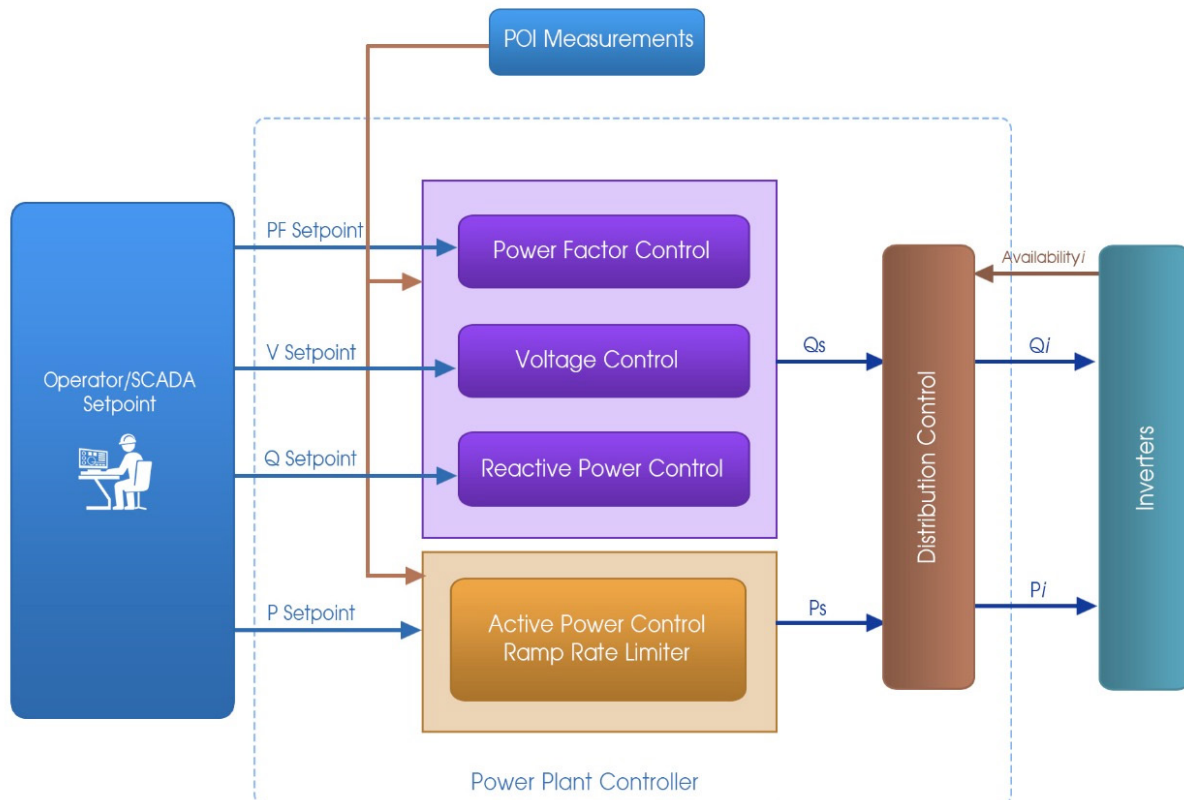 POI Measurements
PF Setpoint
Power Factor Control
V Setpoint
Voltage Control
Operator/SCADA
Setpoint
Q Setpoint
Reactive Power Control
P Setpoint
Active Power Control
Ramp Rate Limiter
Qs
Ps
Distribution Control
Availabilityi
Qi
Pi
Inverters
Power Plant Controller